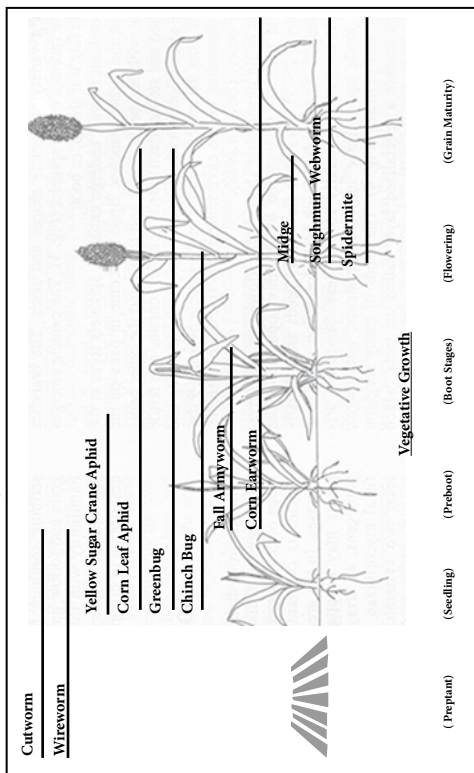 Cutworm
Wireworm
Yellow Sugar Crane Aphid
Corn Leaf Aphid
Greenbug
Chinch Bug
Fall Armyworm
Corn Earworm
Midge
Sorghmun Webworm
Spidermite
Vegetative Growth
( Preptant)
(Seedling)
(Preboot)
(Boot Stages)
(Flowering)
(Grain Maturity)